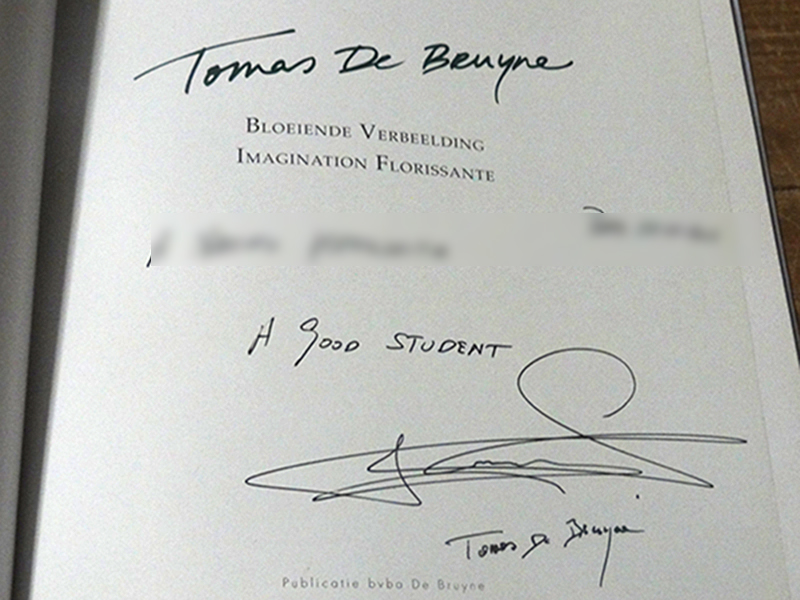 Tomas De Bruyne
BLOEIENDE VERBEELDING
IMAGINATION FLORISSANTE
A good STUDENT
Tomas De Bruyne
Publicatie bvba De Bruyne